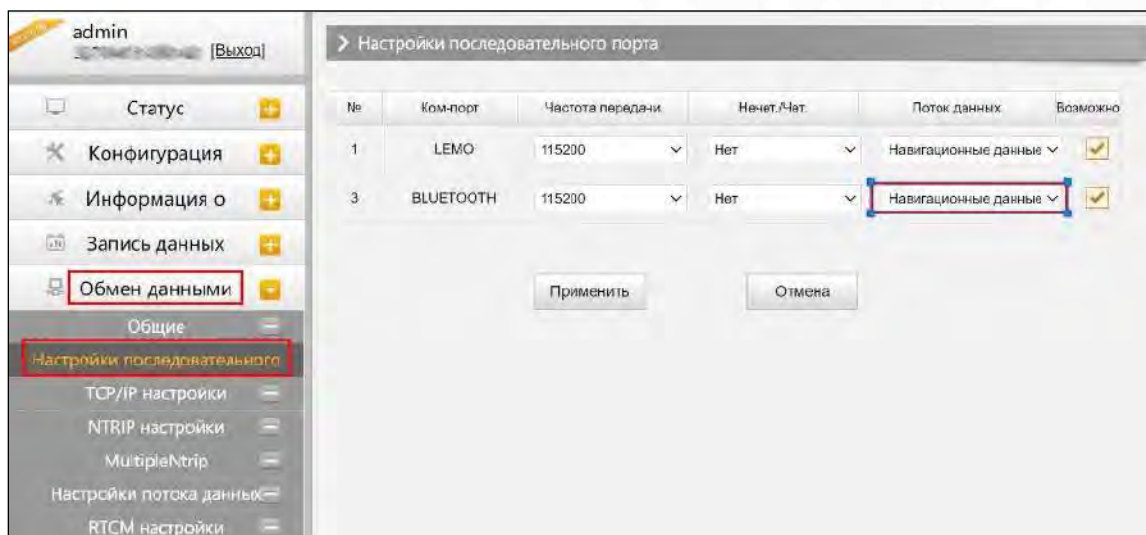 admin
[Выход]
Статус
Конфигурация
Информация о
Запись данных
Обмен данными
Общие
Настройки последовательного
TCP/IP настройки
NTRIP настройки
MultipleNtrip
Настройки потока данных
RTCM настройки
Настройки последовательного порта
№ Ком-порт Частота передачи Нечет./Чет. Поток данных Возможно
1 LEMO 115200 Нет Навигационные данные
3 BLUETOOTH 115200 Нет Навигационные данные
Применить Отмена